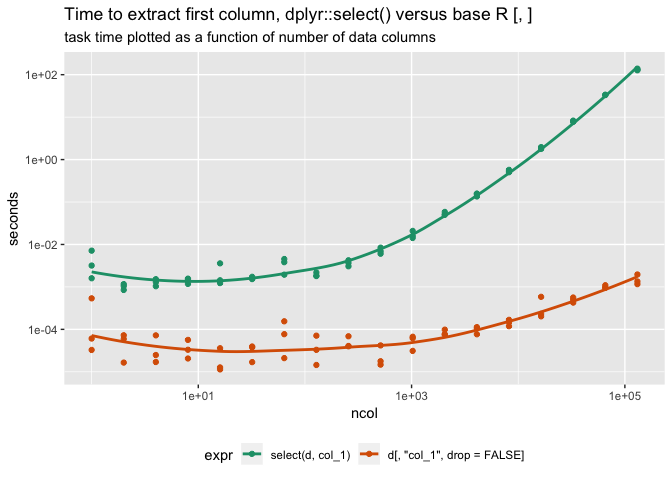 Time to extract first column, dplyr::select() versus base R [, ]
task time plotted as a function of number of data columns
1e+02
1e+00
1e-02
1e-04
seconds
1e+01 1e+03 1e+05
ncol
expr select(d, col_1) d[, "col_1", drop = FALSE]